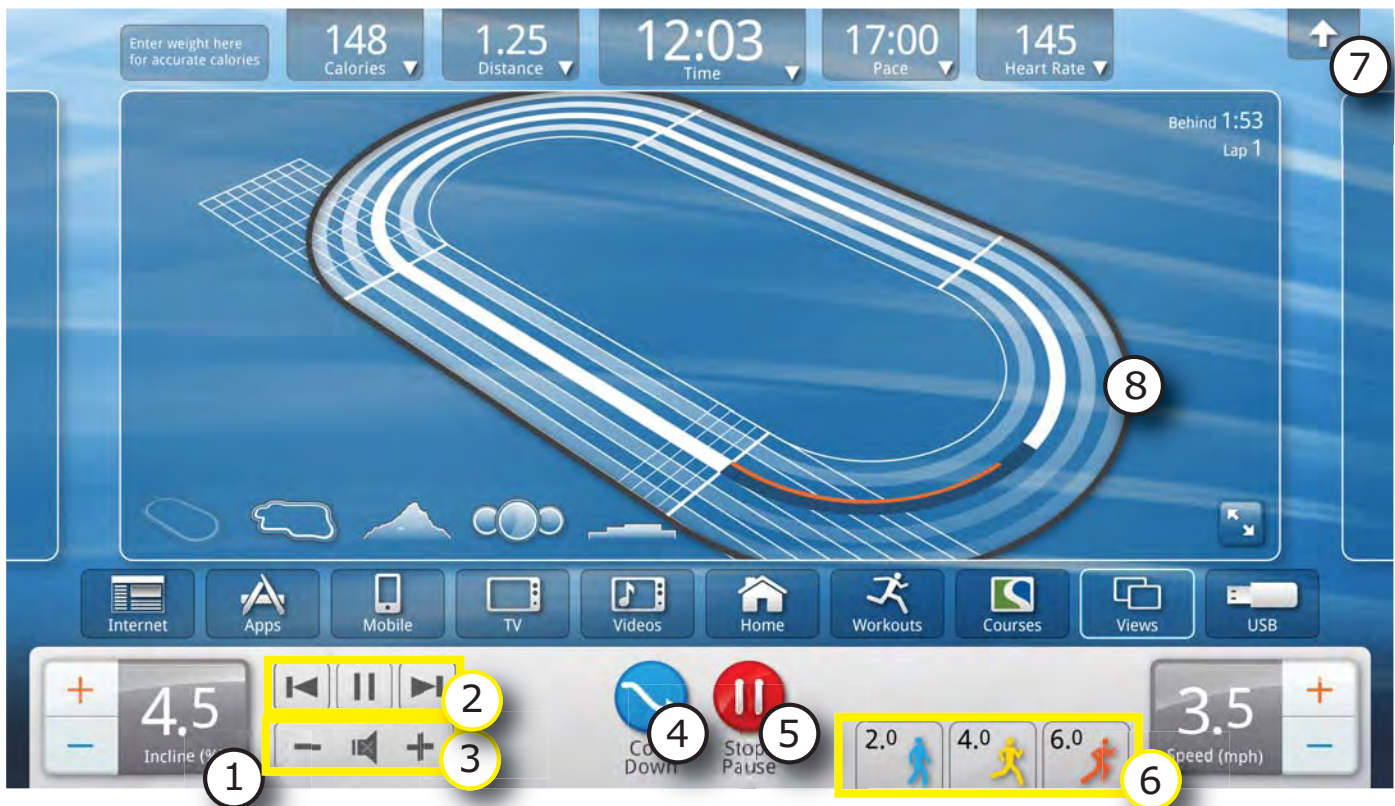 Enter weight here
for accurate calories
148
Calories
1.25
Distance
12:03
Time
17:00
Pace
145
Heart Rate
7
Behind 1:53
Lap 1
8
Internet
Apps
Mobile
TV
Videos
Home
Workouts
Courses
Views
USB
4.5
Incline (%)
1
2
3
4
Down
5
Stop
Pause
2.0
4.0
6.0
6
3.5
Speed (mph)